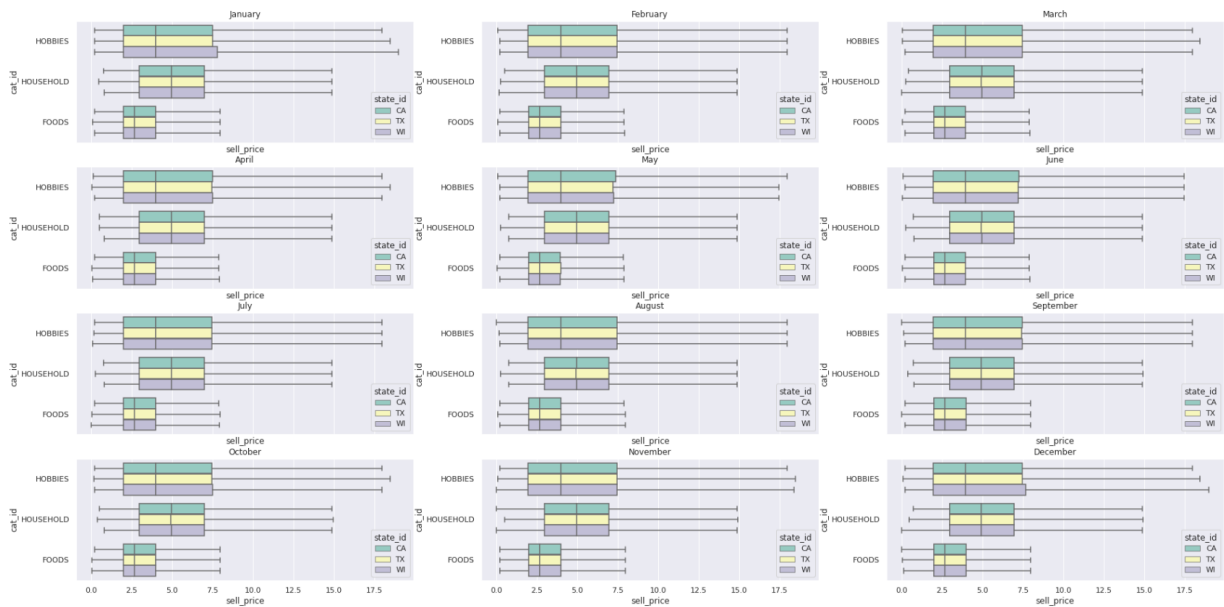 January
February
March
HOBBIES
HOUSEHOLD
FOODS
cat_id
state_id
CA
TX
WI
sell_price
HOBBIES
HOUSEHOLD
FOODS
cat_id
state_id
CA
TX
WI
sell_price
HOBBIES
HOUSEHOLD
FOODS
cat_id
state_id
CA
TX
WI
sell_price
April
May
June
HOBBIES
HOUSEHOLD
FOODS
cat_id
state_id
CA
TX
WI
sell_price
HOBBIES
HOUSEHOLD
FOODS
cat_id
state_id
CA
TX
WI
sell_price
HOBBIES
HOUSEHOLD
FOODS
cat_id
state_id
CA
TX
WI
sell_price
July
August
September
HOBBIES
HOUSEHOLD
FOODS
cat_id
state_id
CA
TX
WI
sell_price
HOBBIES
HOUSEHOLD
FOODS
cat_id
state_id
CA
TX
WI
sell_price
HOBBIES
HOUSEHOLD
FOODS
cat_id
state_id
CA
TX
WI
sell_price
October
November
December
HOBBIES
HOUSEHOLD
FOODS
cat_id
state_id
CA
TX
WI
0.0 2.5 5.0 7.5 10.0 12.5 15.0 17.5
sell_price
HOBBIES
HOUSEHOLD
FOODS
cat_id
state_id
CA
TX
WI
0.0 2.5 5.0 7.5 10.0 12.5 15.0 17.5
sell_price
HOBBIES
HOUSEHOLD
FOODS
cat_id
state_id
CA
TX
WI
0.0 2.5 5.0 7.5 10.0 12.5 15.0 17.5
sell_price